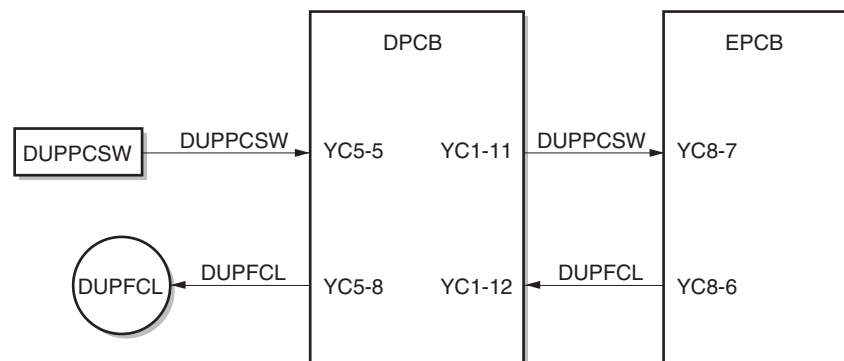 DPCB
EPCB
DUPPCSW
DUPPCSW
YC5-5
YC1-11
DUPPCSW
YC8-7
DUPFCL
DUPFCL
YC5-8
YC1-12
DUPFCL
YC8-6